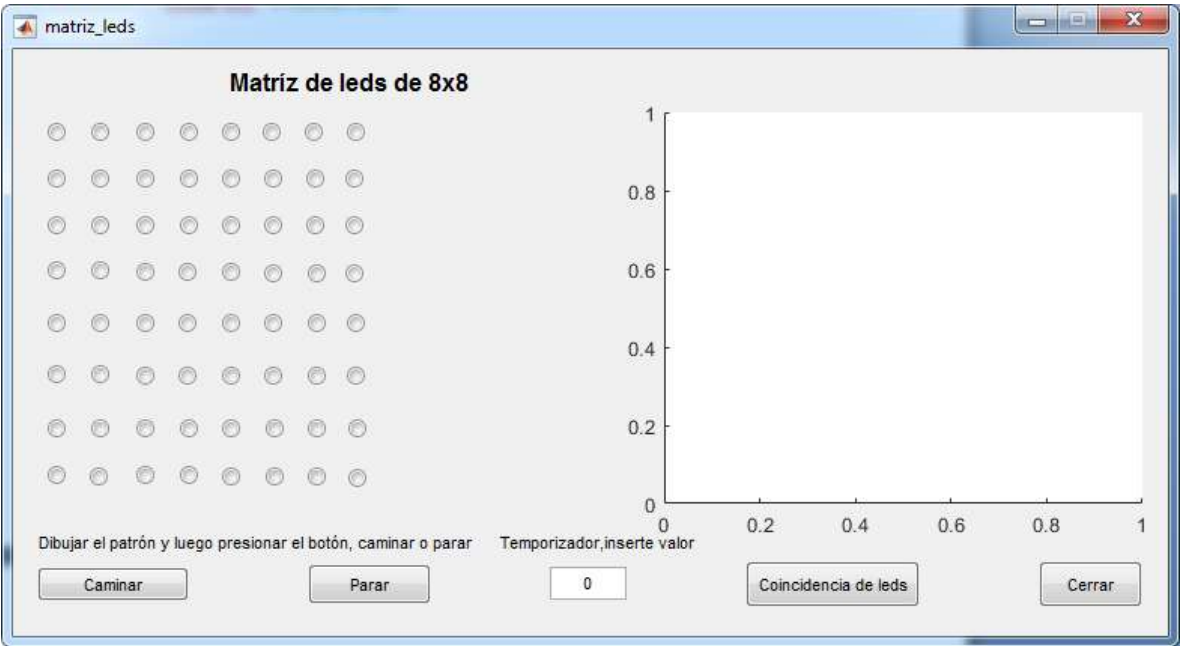 matriz_leds
Matríz de leds de 8x8
1
0.8
0.6
0.4
0.2
0
0 0.2 0.4 0.6 0.8 1
Dibujar el patrón y luego presionar el botón, caminar o parar Temporizador,inserte valor
Caminar Parar 0 Coincidencia de leds Cerrar